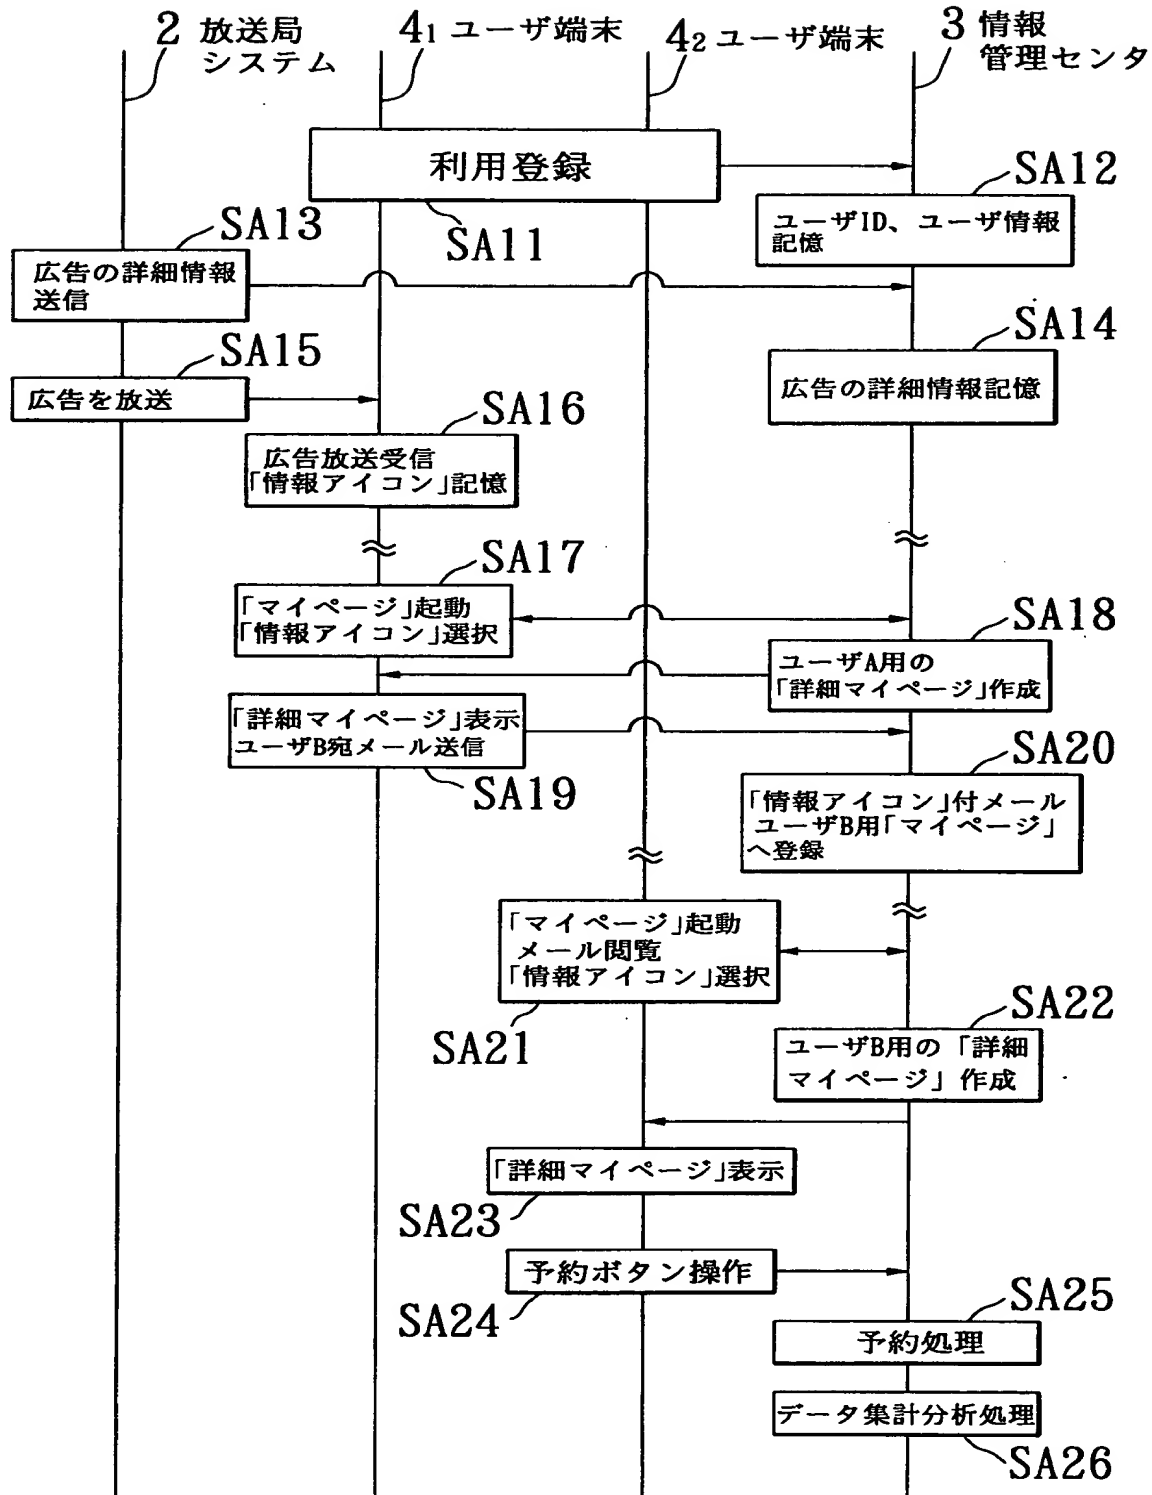 2 放送局
システム
4₁ ユーザ端末
4₂ ユーザ端末
3 情報
管理センタ
利用登録
SA11
SA12
ユーザID、ユーザ情報
記憶
SA13
広告の詳細情報
送信
SA14
広告の詳細情報記憶
SA15
広告を放送
SA16
広告放送受信
「情報アイコン」記憶
SA17
「マイページ」起動
「情報アイコン」選択
SA18
ユーザA用の
「詳細マイページ」作成
「詳細マイページ」表示
ユーザB宛メール送信
SA19
SA20
「情報アイコン」付メール
ユーザB用「マイページ」
へ登録
「マイページ」起動
メール閲覧
「情報アイコン」選択
SA21
SA22
ユーザB用の「詳細
マイページ」作成
「詳細マイページ」表示
SA23
予約ボタン操作
SA24
SA25
予約処理
データ集計分析処理
SA26